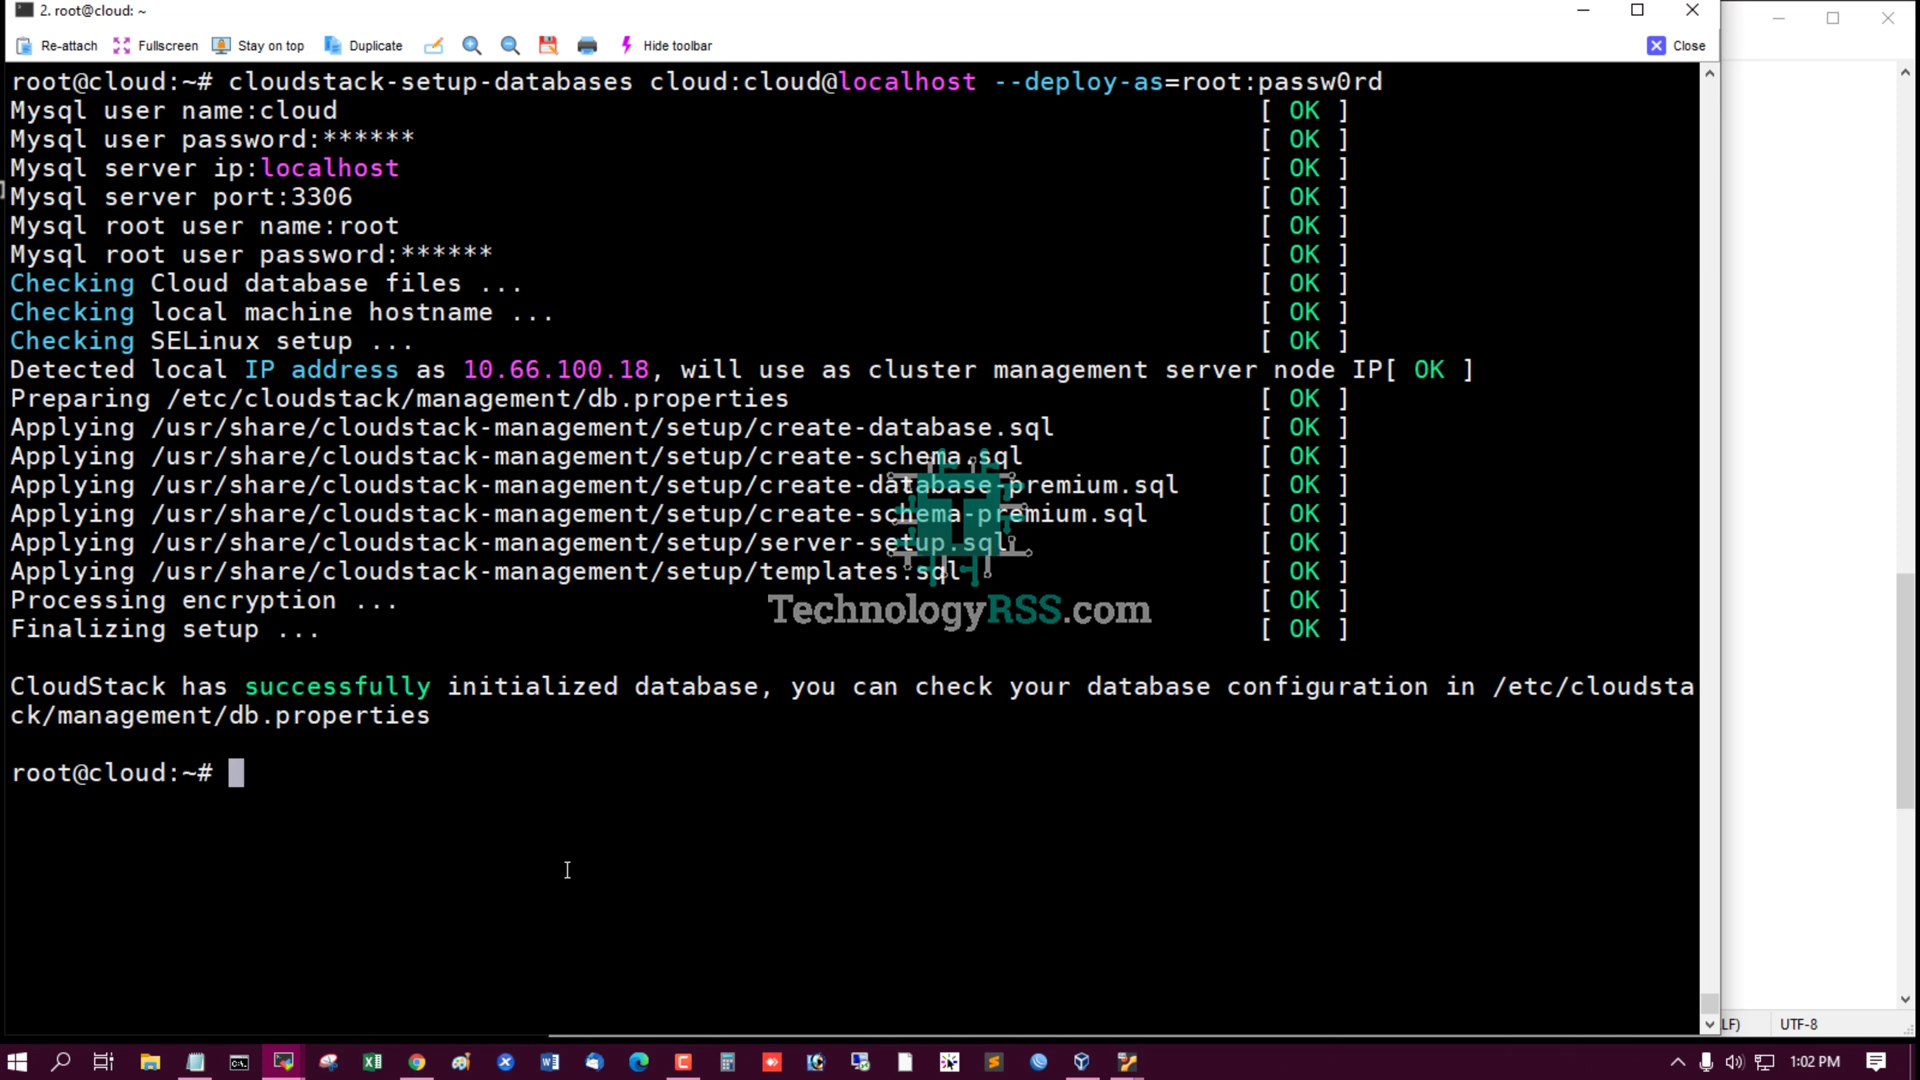 2. root@cloud: ~
Re-attach Fullscreen Stay on top Duplicate Hide toolbar Close
root@cloud:~# cloudstack-setup-databases cloud:cloud@localhost --deploy-as=root:passw0rd
Mysql user name:cloud [ OK ]
Mysql user password:****** [ OK ]
Mysql server ip:localhost [ OK ]
Mysql server port:3306 [ OK ]
Mysql root user name:root [ OK ]
Mysql root user password:****** [ OK ]
Checking Cloud database files ... [ OK ]
Checking local machine hostname ... [ OK ]
Checking SELinux setup ... [ OK ]
Detected local IP address as 10.66.100.18, will use as cluster management server node IP[ OK ]
Preparing /etc/cloudstack/management/db.properties [ OK ]
Applying /usr/share/cloudstack-management/setup/create-database.sql [ OK ]
Applying /usr/share/cloudstack-management/setup/create-schema.sql [ OK ]
Applying /usr/share/cloudstack-management/setup/create-database-premium.sql [ OK ]
Applying /usr/share/cloudstack-management/setup/create-schema-premium.sql [ OK ]
Applying /usr/share/cloudstack-management/setup/server-setup.sql [ OK ]
Applying /usr/share/cloudstack-management/setup/templates.sql [ OK ]
Processing encryption ... [ OK ]
Finalizing setup ... [ OK ]
TechnologyRSS.com
CloudStack has successfully initialized database, you can check your database configuration in /etc/cloudsta
ck/management/db.properties
root@cloud:~#
LF) UTF-8
1:02 PM